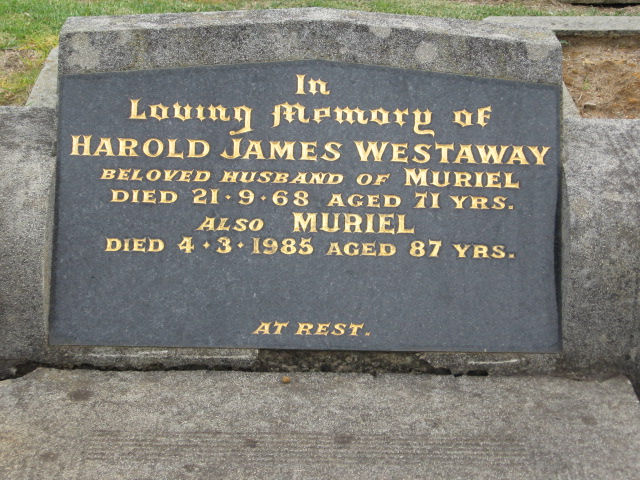 In
Loving Memory of
HAROLD JAMES WESTAWAY
BELOVED HUSBAND OF MURIEL
DIED 21·9·68 AGED 71 YRS.
ALSO MURIEL
DIED 4·3·1985 AGED 87 YRS.
AT REST.